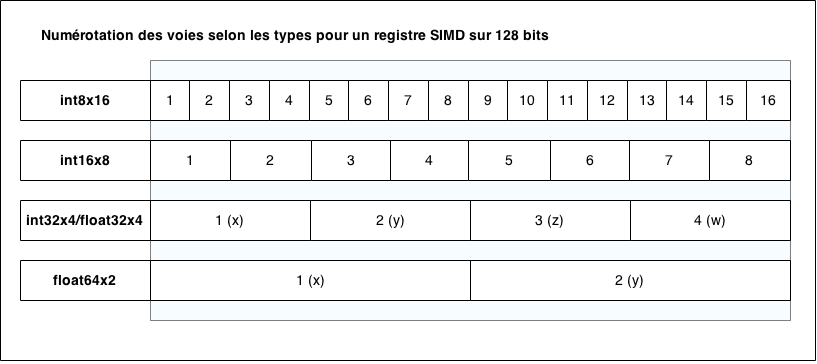 Numérotation des voies selon les types pour un registre SIMD sur 128 bits
int8x16 1 2 3 4 5 6 7 8 9 10 11 12 13 14 15 16
int16x8 1 2 3 4 5 6 7 8
int32x4/float32x4 1 (x) 2 (y) 3 (z) 4 (w)
float64x2 1 (x) 2 (y)